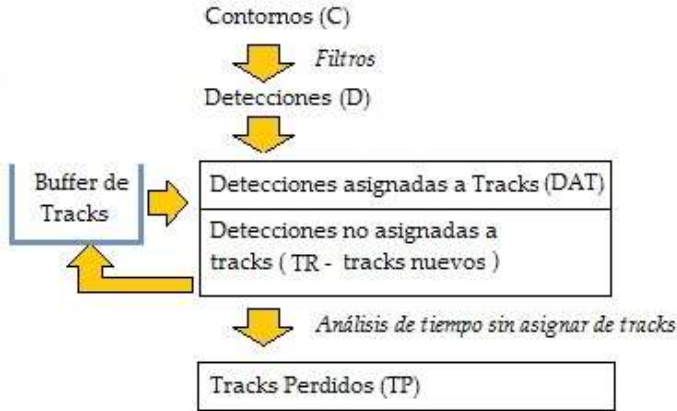 Contornos (C)
Filtros
Detecciones (D)
Buffer de
Tracks
Detecciones asignadas a Tracks (DAT)
Detecciones no asignadas a
tracks ( TR - tracks nuevos )
Análisis de tiempo sin asignar de tracks
Tracks Perdidos (TP)